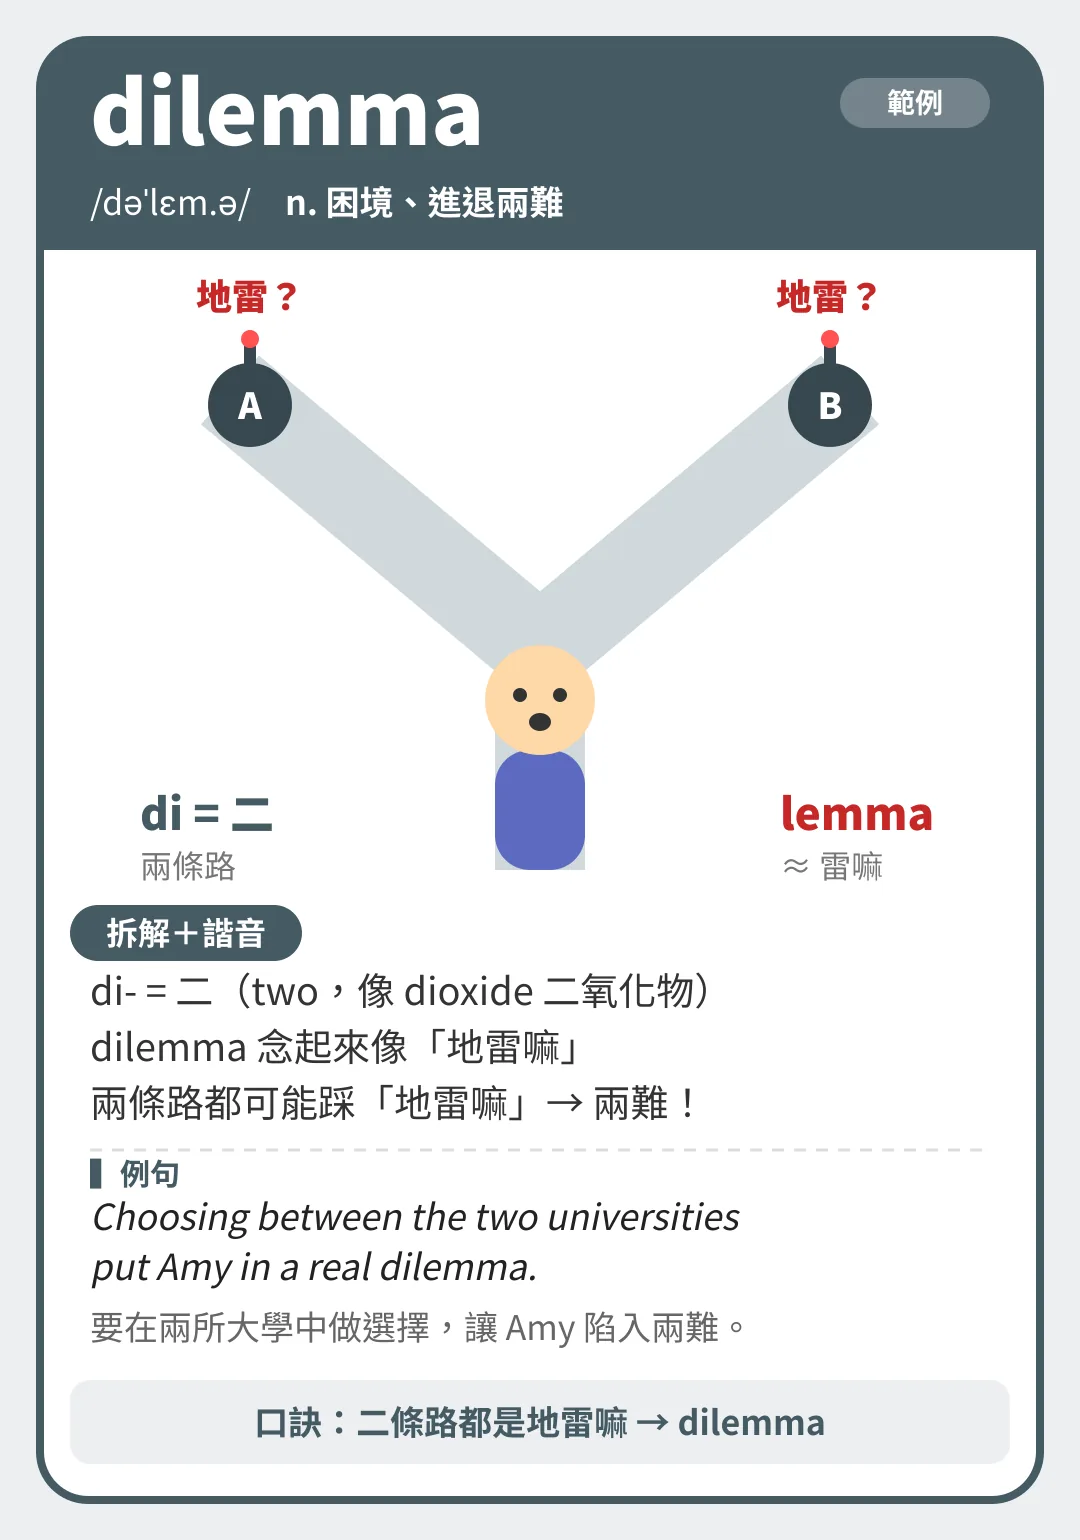 dilemma
範例
/dəˈlɛm.ə/ n. 困境、進退兩難
地雷？
地雷？
A
B
di = 二
兩條路
lemma
≈ 雷嘛
拆解＋諧音
di- = 二（two，像 dioxide 二氧化物）
dilemma 念起來像「地雷嘛」
兩條路都可能踩「地雷嘛」→ 兩難！
例句
Choosing between the two universities
put Amy in a real dilemma.
要在兩所大學中做選擇，讓 Amy 陷入兩難。
口訣：二條路都是地雷嘛 → dilemma